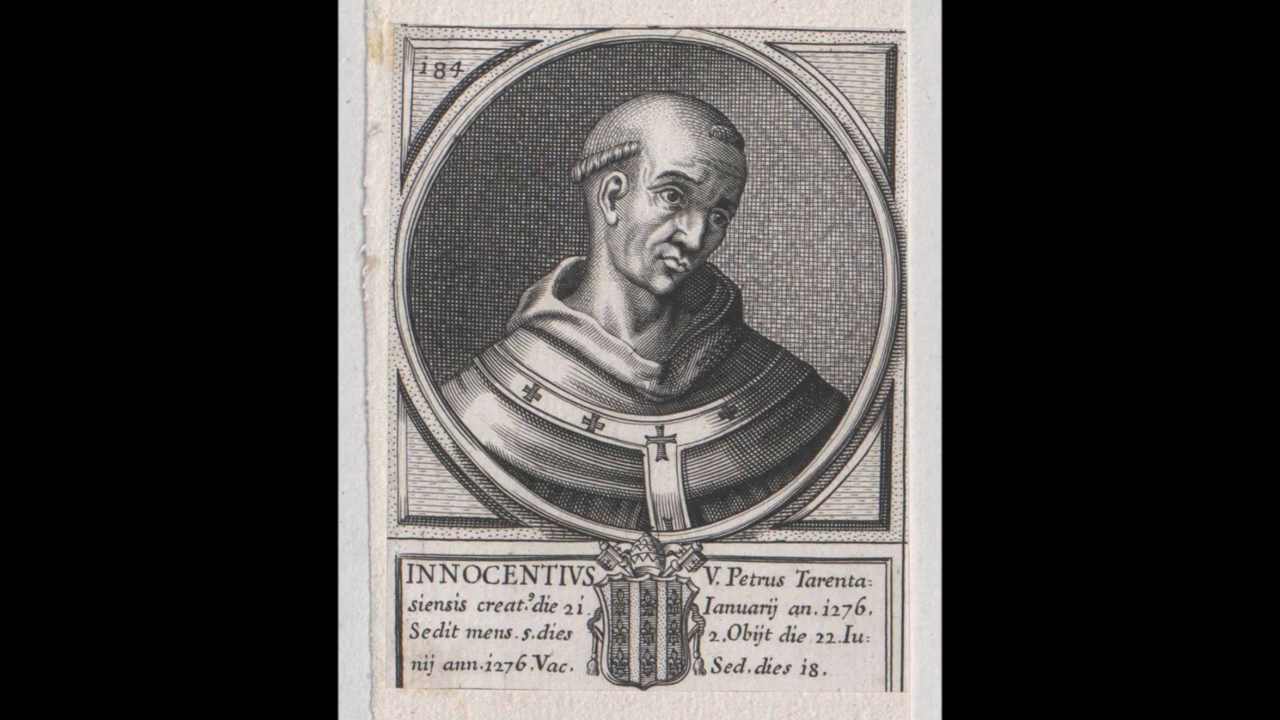 184
INNOCENTIVS V. Petrus Tarenta:
siensis creat.⁹ die 21 Ianuarij an. 1276.
Sedit mens. 5. dies 2. Obijt die 22. Iu:
nij ann. 1276. Vac. Sed. dies 18.